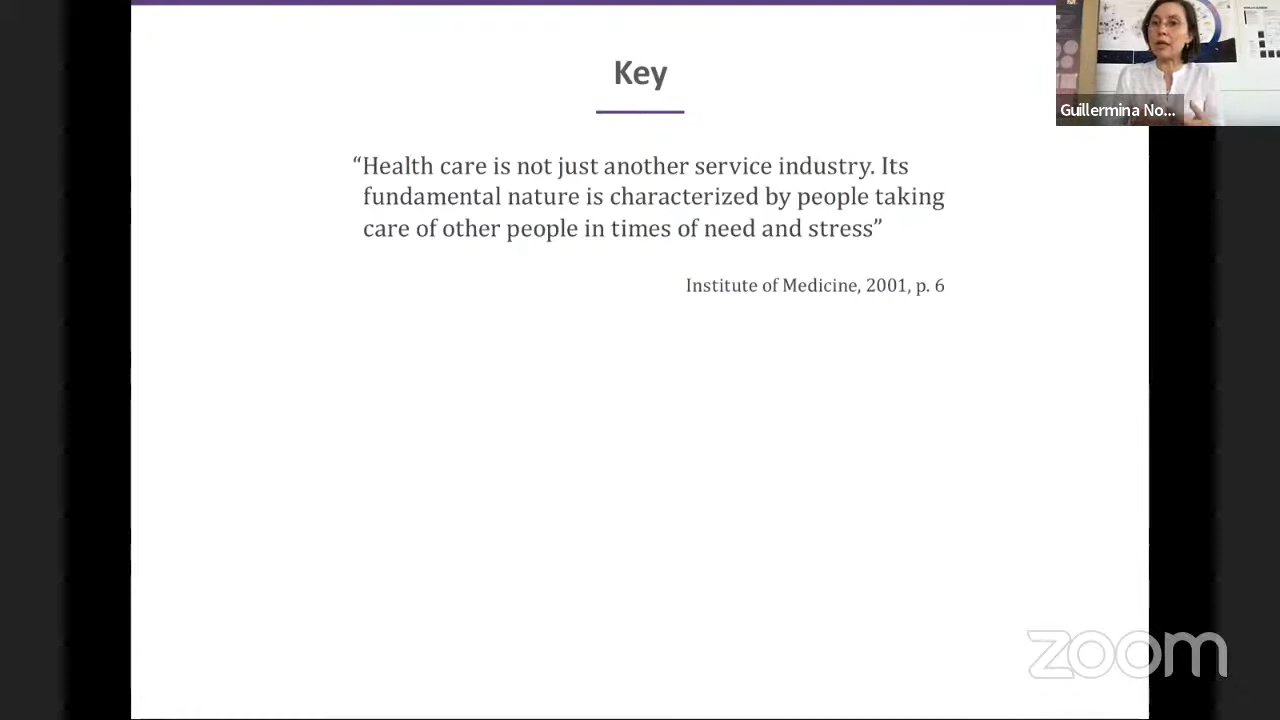 Key
“Health care is not just another service industry. Its
fundamental nature is characterized by people taking
care of other people in times of need and stress”
Institute of Medicine, 2001, p. 6
Guillermina No...
zoom